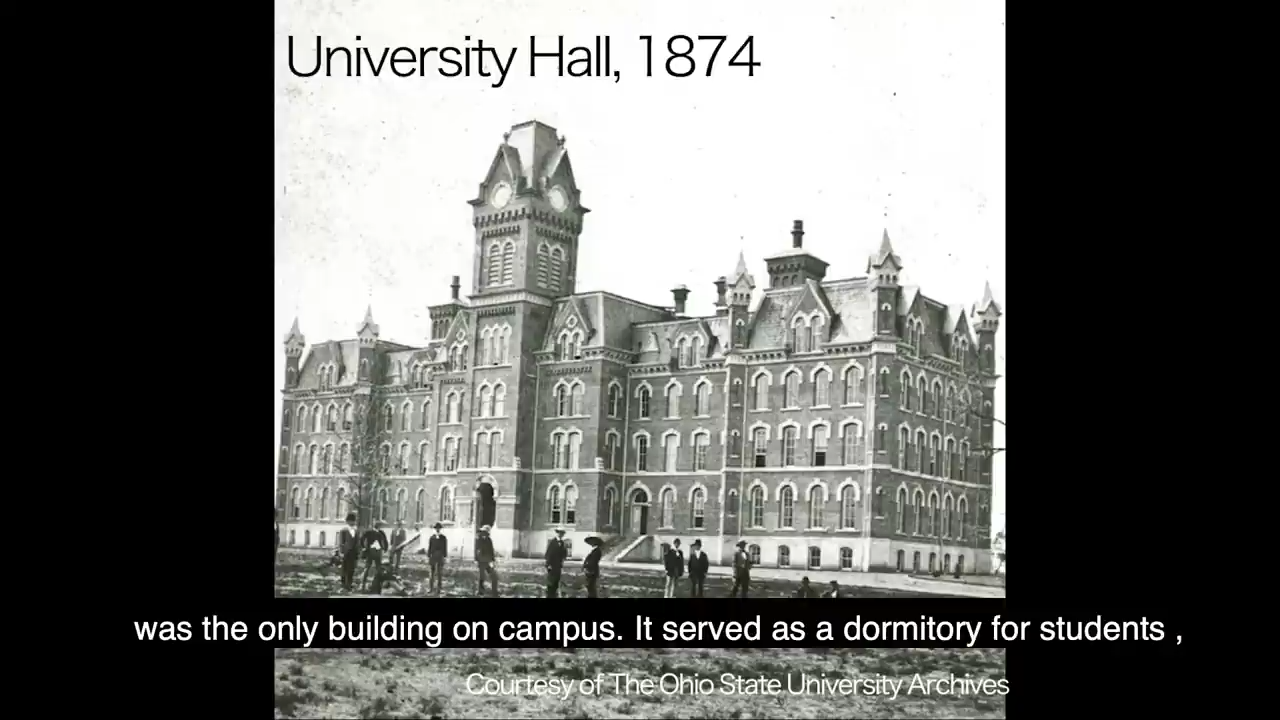 University Hall, 1874
was the only building on campus. It served as a dormitory for students ,
Courtesy of The Ohio State University Archives